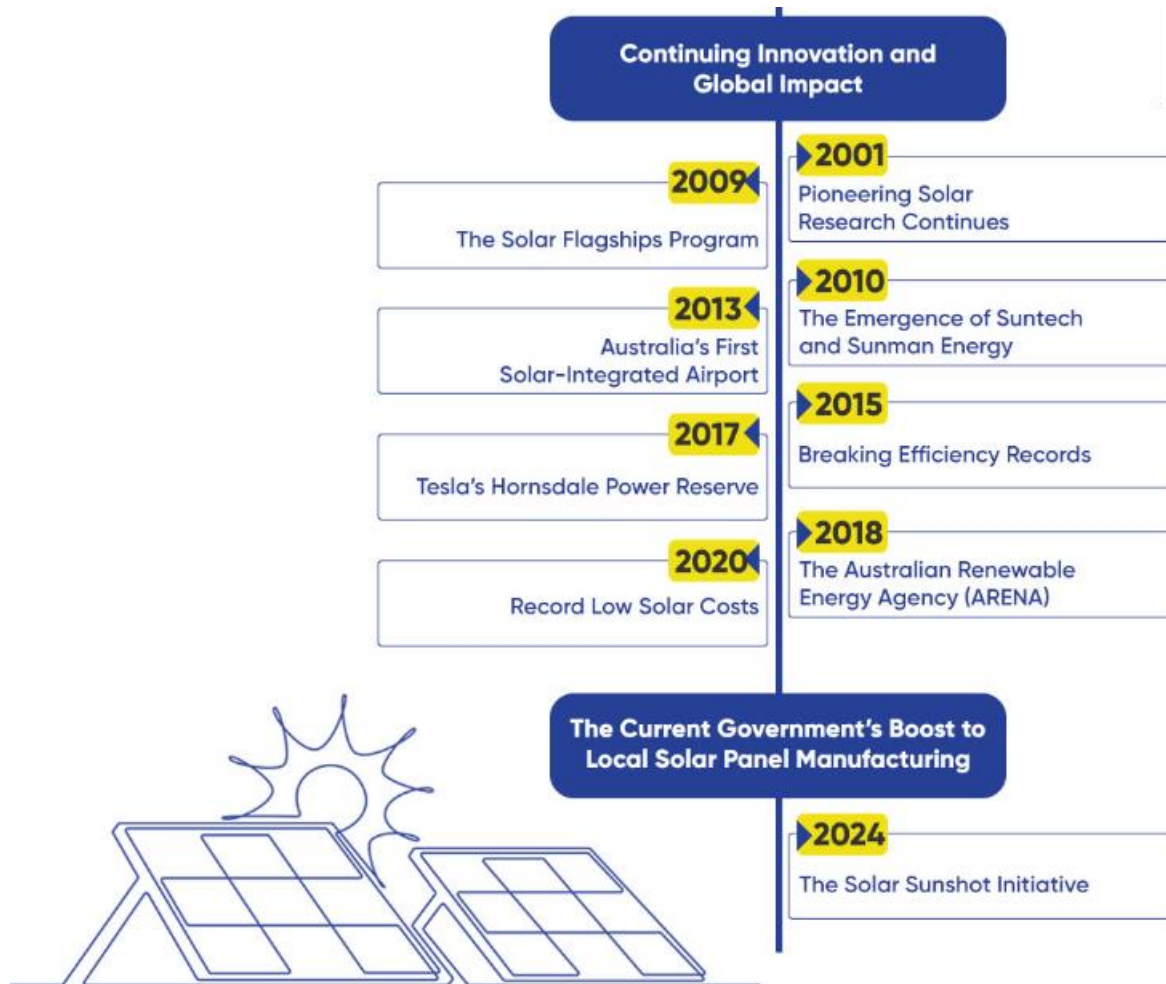 Continuing Innovation and
Global Impact
2001
Pioneering Solar
Research Continues
2009
The Solar Flagships Program
2010
The Emergence of Suntech
and Sunman Energy
2013
Australia's First
Solar-Integrated Airport
2015
Breaking Efficiency Records
2017
Tesla's Hornsdale Power Reserve
2018
The Australian Renewable
Energy Agency (ARENA)
2020
Record Low Solar Costs
The Current Government's Boost to
Local Solar Panel Manufacturing
2024
The Solar Sunshot Initiative